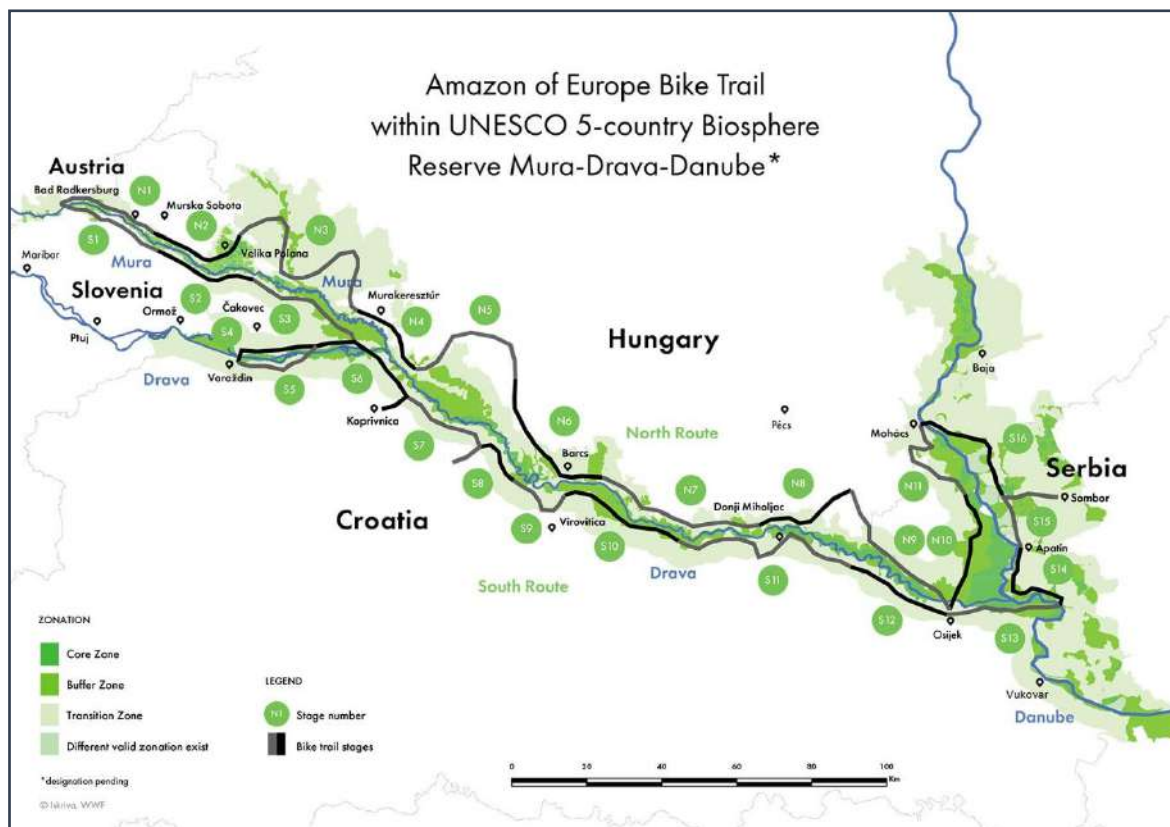 Amazon of Europe Bike Trail
within UNESCO 5-country Biosphere
Reserve Mura-Drava-Danube*
Austria
Bad Radkersburg
N1
Murska Sobota
N2
N3
S1
Velika Polana
Mura
Mura
Maribor
Slovenia
S2
Ormož
Čakovec
S3
S4
Murakeresztúr
N4
N5
Ptuj
Hungary
Drava
Varaždin
S5
S6
Baja
Koprivnica
S7
N6
North Route
Pécs
Mohács
S16
Barcs
Serbia
S8
N7
N8
N11
Sombor
Croatia
Donji Miholjac
S9
Virovitica
S10
N9
N10
S15
Apatin
Drava
S11
S14
South Route
S12
Osijek
S13
Vukovar
Danube
ZONATION
Core Zone
Buffer Zone
Transition Zone
Different valid zonation exist
LEGEND
N1
Stage number
Bike trail stages
*designation pending
© Iskriva, WWF
0
20
40
60
80
100
Km